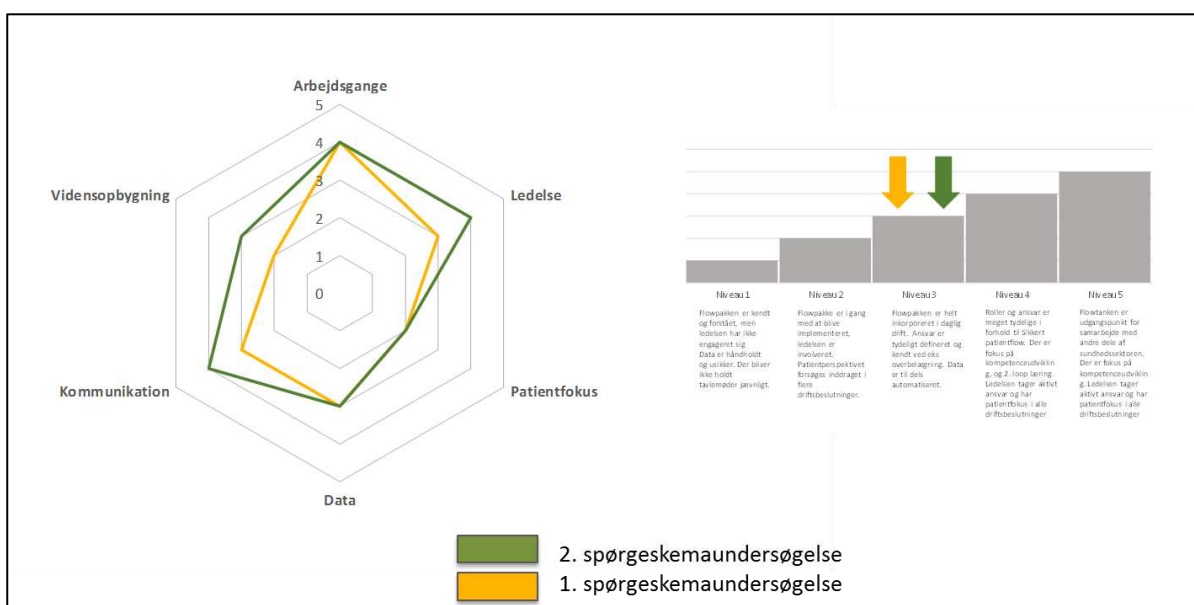 Arbejdsgange
5
4
3
2
1
0
Ledelse
Patientfokus
Data
Kommunikation
Vidensopbygning
Niveau 1
Flowpakken er kendt
og forstået, men
ledelsen har ikke
engageret sig
Data er håndholdt
og usikker. Der bliver
ikke holdt
tavlemøder jævnligt.
Niveau 2
Flowpakke er i gang
med at blive
implementeret,
ledelsen er
involveret.
Patientperspektivet
forsøges inddraget i
flere
driftsbeslutninger.
Niveau 3
Flowpakken er helt
inkorporeret i daglig
drift. Ansvar er
tydeligt defineret og
kendt ved eks
overbelægning. Data
er til dels
automatiseret.
Niveau 4
Roller og ansvar er
meget tydelige i
forhold til Sikkert
patientflow. Der er
fokus på
kompetenceudviklin
g, og 2. loop læring.
Ledelsen tager aktivt
ansvar og har
patientfokus i alle
driftsbeslutninger
Niveau 5
Flowtanken er
udgangspunkt for
samarbejde med
andre dele af
sundhedssektoren.
Der er fokus på
kompetenceudviklin
g. Ledelsen tager
aktivt ansvar og har
patientfokus i alle
driftsbeslutninger
2. spørgeskemaundersøgelse
1. spørgeskemaundersøgelse